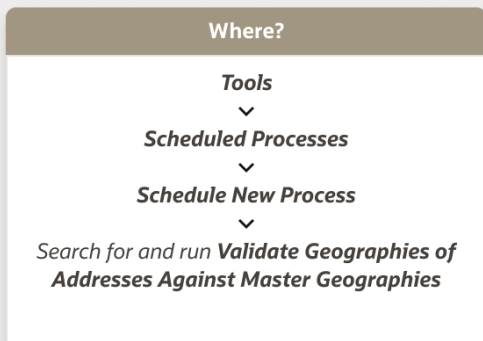 Where?
Tools
Scheduled Processes
Schedule New Process
Search for and run Validate Geographies of
Addresses Against Master Geographies